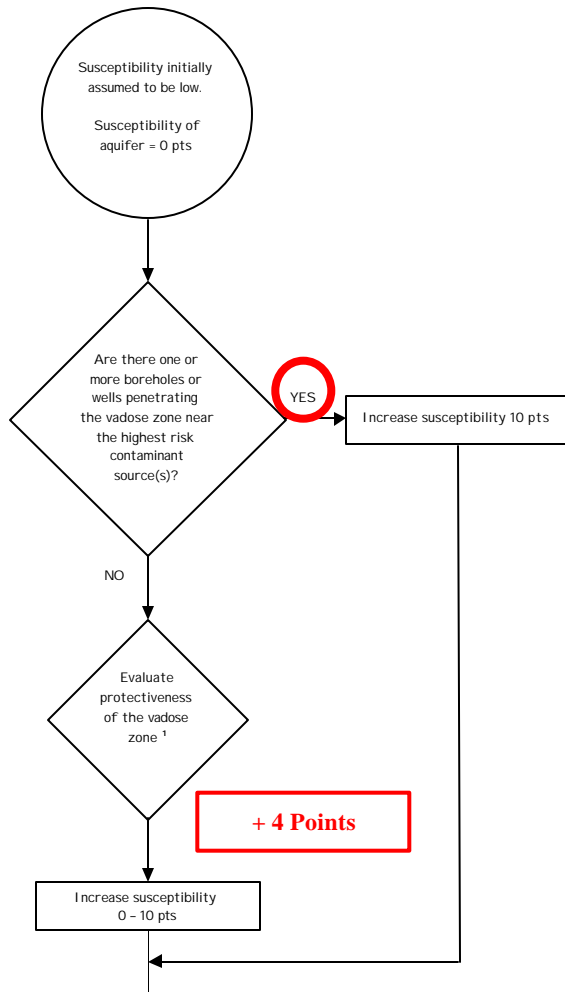 Susceptibility initially
assumed to be low.
Susceptibility of
aquifer = 0 pts
Are there one or
more boreholes or
wells penetrating
the vadose zone near
the highest risk
contaminant
source(s)?
YES
Increase susceptibility 10 pts
NO
Evaluate
protectiveness
of the vadose
zone ¹
+ 4 Points
Increase susceptibility
0 – 10 pts